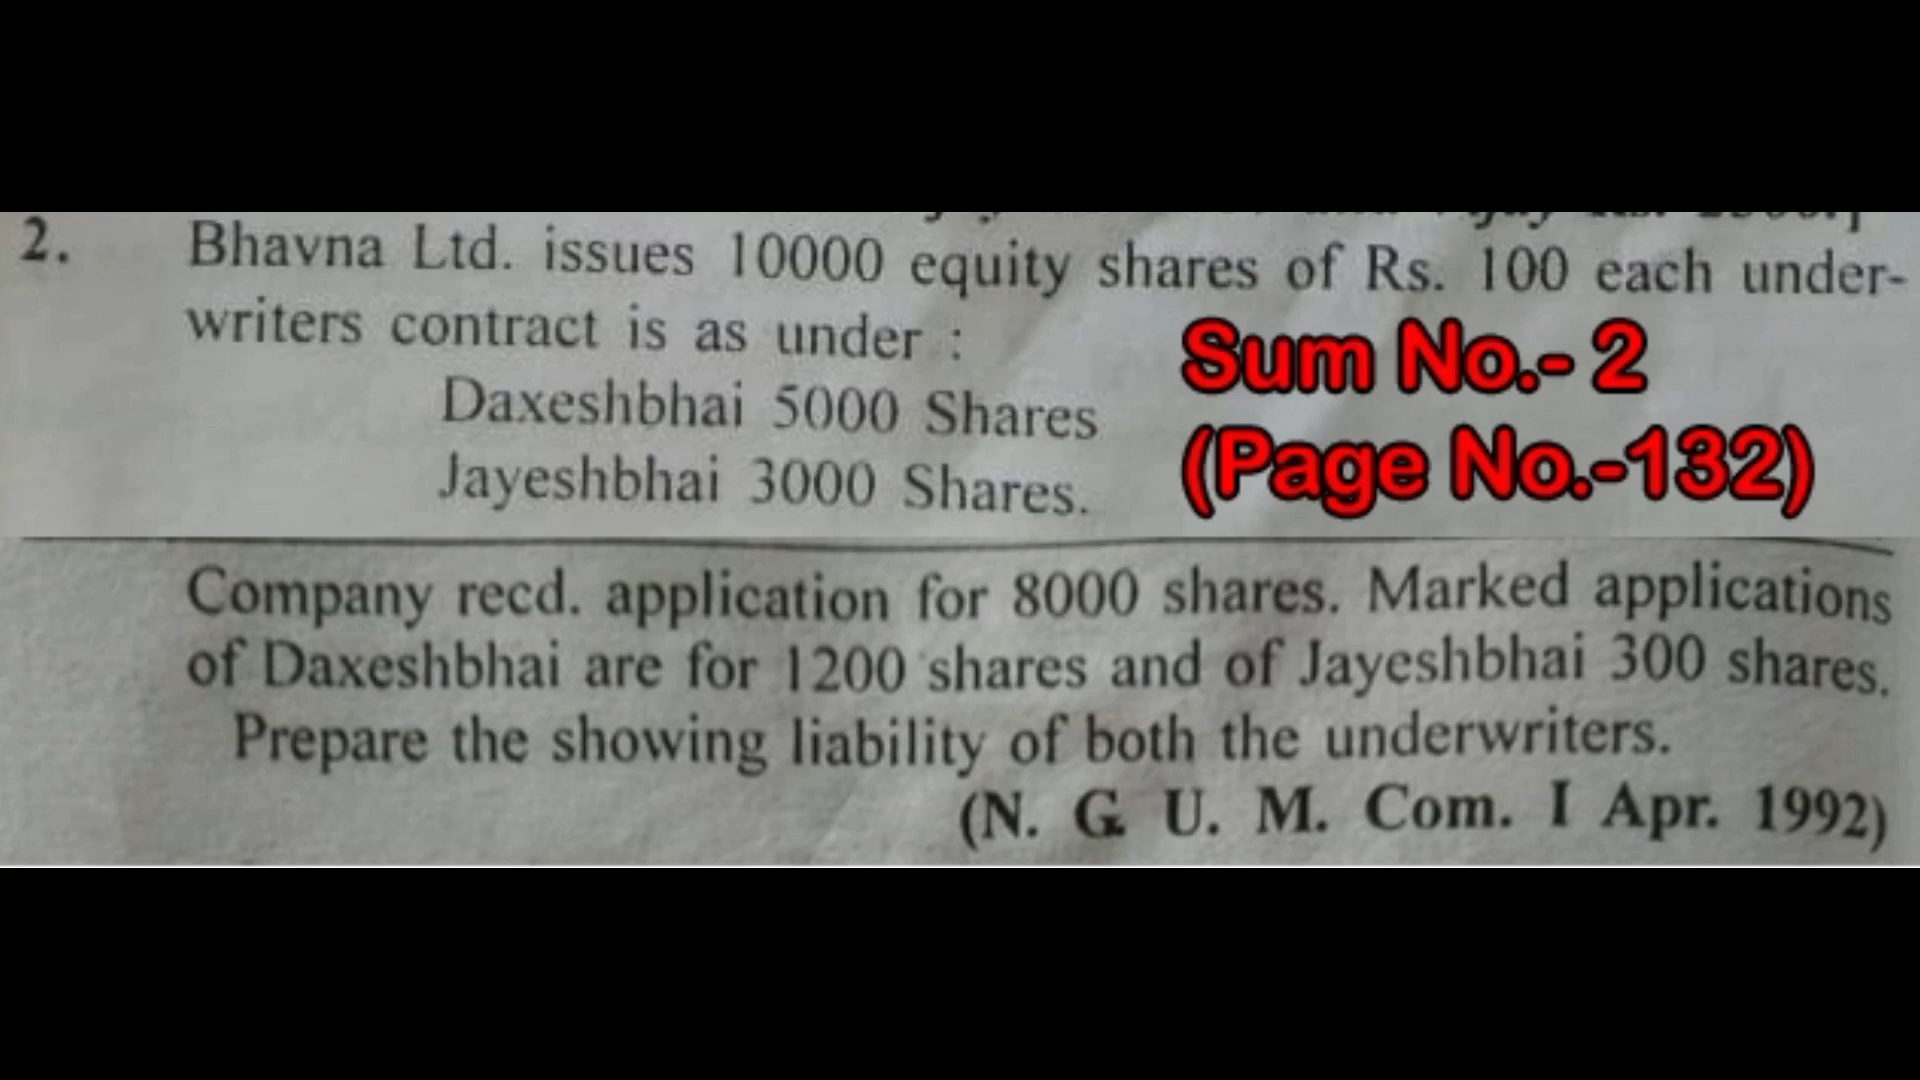 2. Bhavna Ltd. issues 10000 equity shares of Rs. 100 each under-
writers contract is as under :
Daxeshbhai 5000 Shares
Jayeshbhai 3000 Shares.
Sum No.- 2
(Page No.-132)
Company recd. application for 8000 shares. Marked applications
of Daxeshbhai are for 1200 shares and of Jayeshbhai 300 shares.
Prepare the showing liability of both the underwriters.
(N. G. U. M. Com. I Apr. 1992)